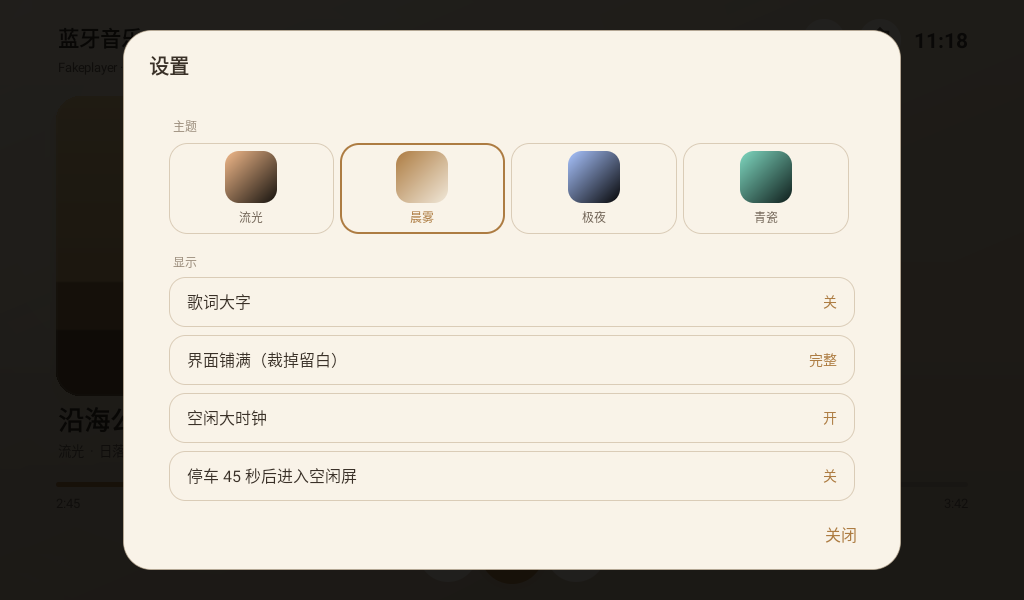 蓝牙音
11:18
Fakeplayer
设置
主题
流光
晨雾
极夜
青瓷
显示
歌词大字
关
界面铺满（裁掉留白）
完整
空闲大时钟
开
停车 45 秒后进入空闲屏
关
沿海
流光 · 日落
2:45
3:42
关闭